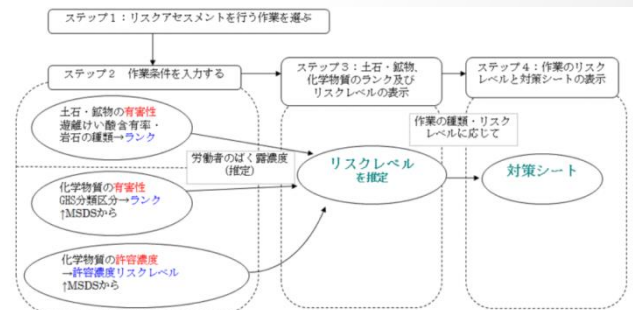 ステップ1：リスクアセスメントを行う作業を選ぶ
ステップ2　作業条件を入力する
ステップ3：土石・鉱物、
化学物質のランク及び
リスクレベルの表示
ステップ4：作業のリスク
レベルと対策シートの表示
土石・鉱物の有害性
遊離けい酸含有率・
岩石の種類→ランク
化学物質の有害性
GHS分類区分→ランク
↑MSDSから
化学物質の許容濃度
→許容濃度リスクレベル
↑MSDSから
労働者のばく露濃度
(推定)
リスクレベル
を推定
作業の種類・リスク
レベルに応じて
対策シート